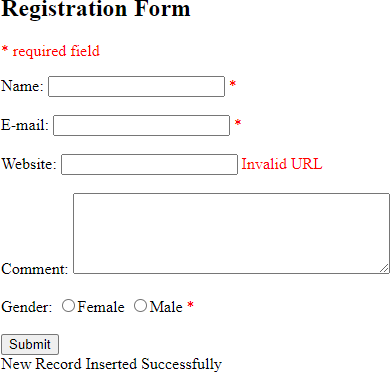 Registration Form
* required field
Name: *
E-mail: *
Website: Invalid URL
Comment:
Gender: Female Male *
Submit
New Record Inserted Successfully